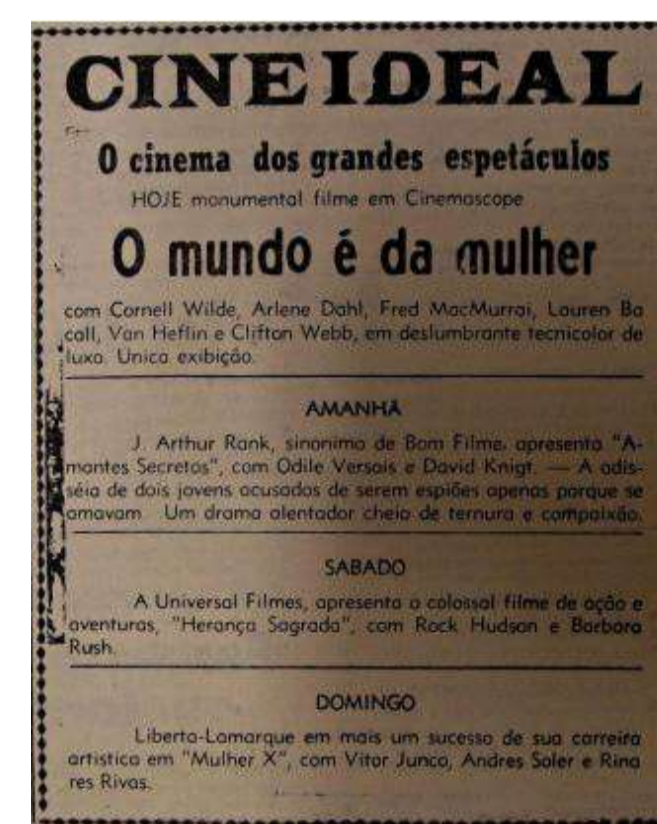 CINE IDEAL
O cinema dos grandes espetáculos
HOJE monumental filme em Cinemascope
O mundo é da mulher
com Cornell Wilde, Arlene Dahl, Fred MacMurrai, Lauren Ba
call, Van Heflin e Clifton Webb, em deslumbrante tecnicolor de
luxo. Unica exibição.
AMANHÃ
J. Arthur Rank, sinonimo de Bom Filme, apresenta "A-
mantes Secretos", com Odile Versois e David Knigt. — A odis-
séia de dois jovens acusados de serem espiões apenas porque se
amavam Um drama alentador cheio de ternura e compaixão.
SABADO
A Universal Filmes, apresenta o colossal filme de ação e
aventuras, "Herança Sagrada", com Rock Hudson e Barbara
Rush.
DOMINGO
Liberta-Lamarque em mais um sucesso de sua carreira
artistica em "Mulher X", com Vitor Junco, Andres Soler e Rina
res Rivas.